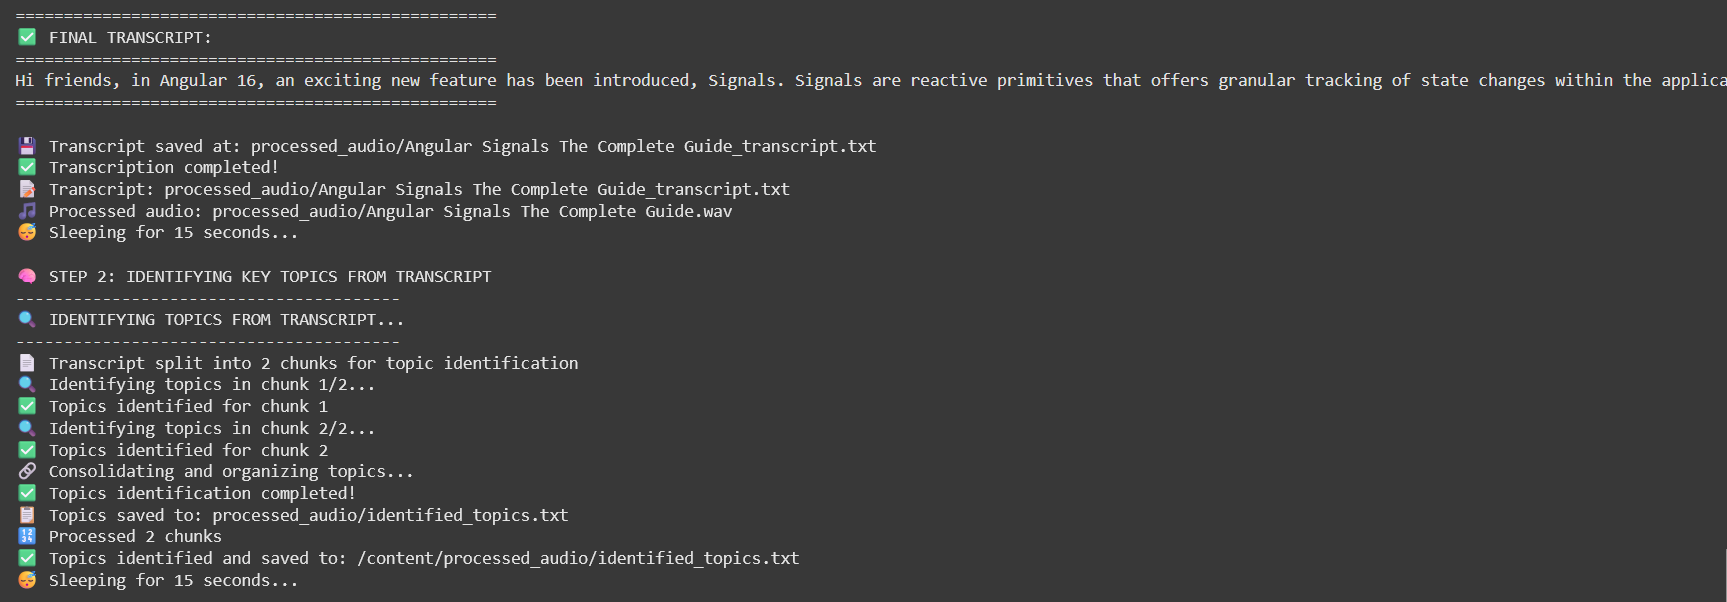 ==================================================
✅ FINAL TRANSCRIPT:
==================================================
Hi friends, in Angular 16, an exciting new feature has been introduced, Signals. Signals are reactive primitives that offers granular tracking of state changes within the applica
==================================================
💾 Transcript saved at: processed_audio/Angular Signals The Complete Guide_transcript.txt
✅ Transcription completed!
📝 Transcript: processed_audio/Angular Signals The Complete Guide_transcript.txt
🎵 Processed audio: processed_audio/Angular Signals The Complete Guide.wav
😴 Sleeping for 15 seconds...
🧠 STEP 2: IDENTIFYING KEY TOPICS FROM TRANSCRIPT
----------------------------------------
🔍 IDENTIFYING TOPICS FROM TRANSCRIPT...
----------------------------------------
📄 Transcript split into 2 chunks for topic identification
🔍 Identifying topics in chunk 1/2...
✅ Topics identified for chunk 1
🔍 Identifying topics in chunk 2/2...
✅ Topics identified for chunk 2
🔗 Consolidating and organizing topics...
✅ Topics identification completed!
📋 Topics saved to: processed_audio/identified_topics.txt
🔢 Processed 2 chunks
✅ Topics identified and saved to: /content/processed_audio/identified_topics.txt
😴 Sleeping for 15 seconds...